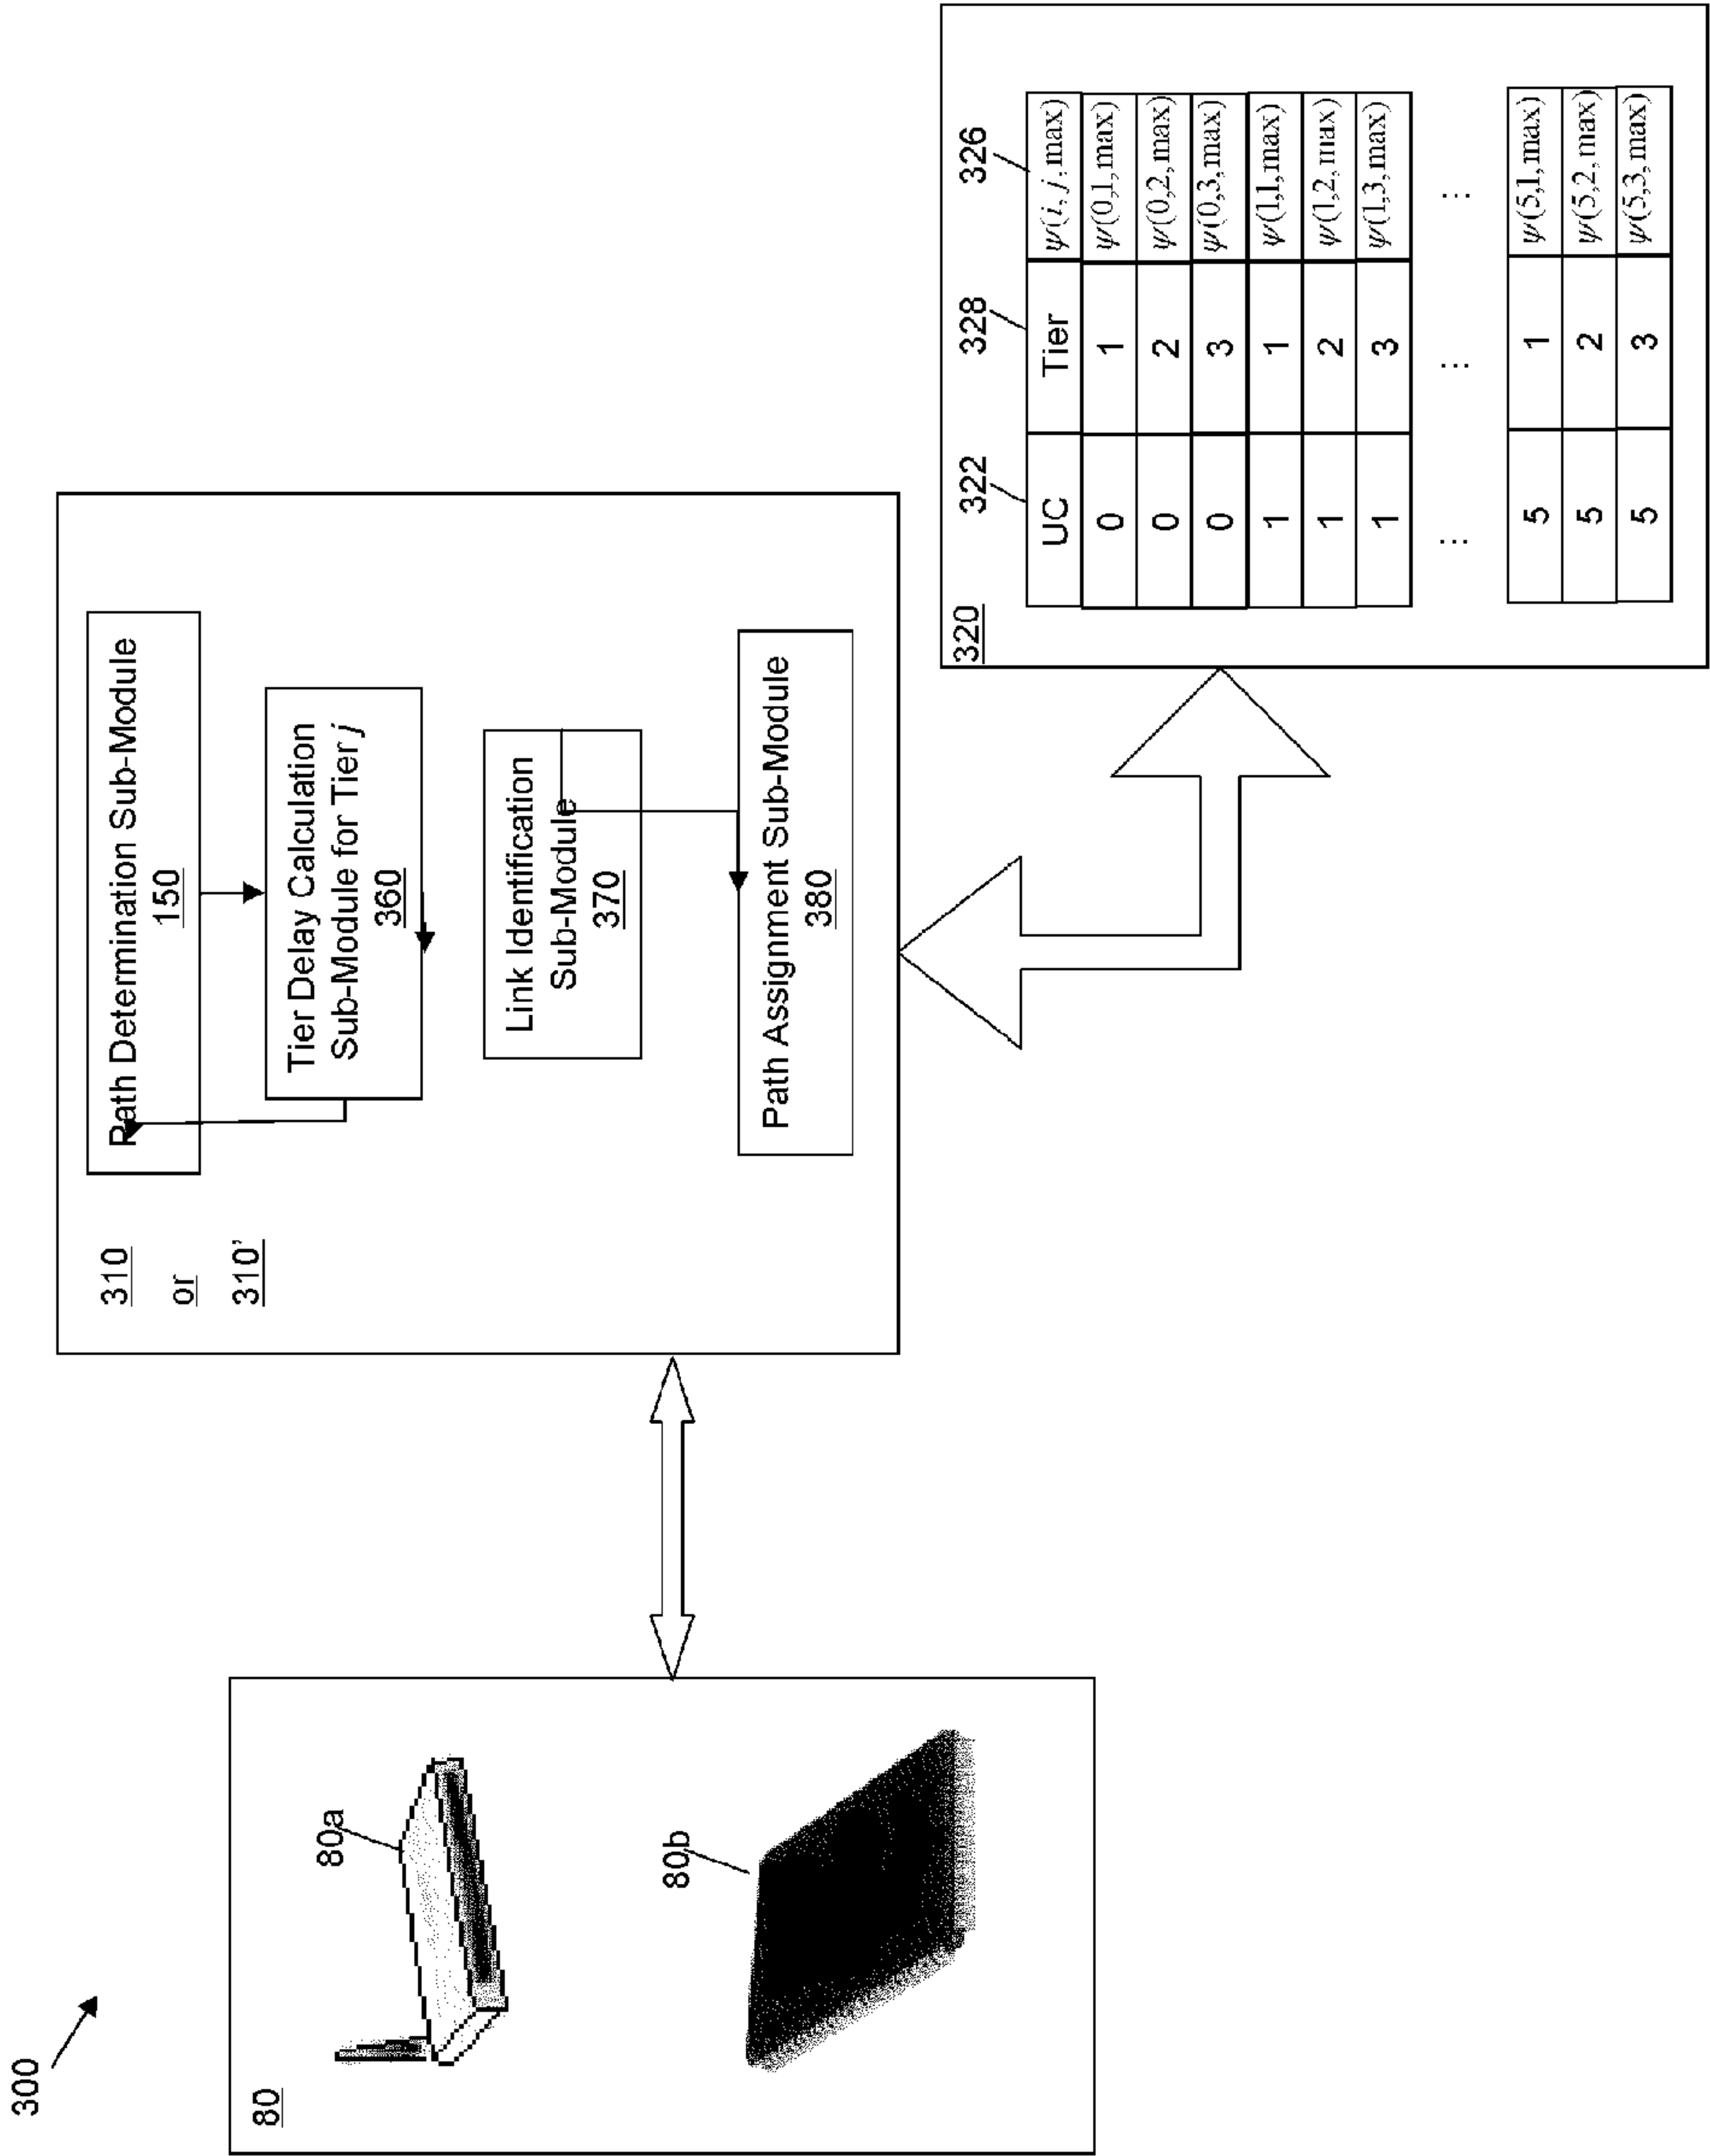 300
80
80a
80b
310
or
310'
Path Determination Sub-Module
150
Tier Delay Calculation
Sub-Module for Tier j
360
Link Identification
Sub-Module
370
Path Assignment Sub-Module
380
320
322 328 326
UC Tier ψ(i, j, max)
0 1 ψ(0,1,max)
0 2 ψ(0,2,max)
0 3 ψ(0,3,max)
1 1 ψ(1,1,max)
1 2 ψ(1,2,max)
1 3 ψ(1,3,max)
... ... ...
5 1 ψ(5,1,max)
5 2 ψ(5,2,max)
5 3 ψ(5,3,max)